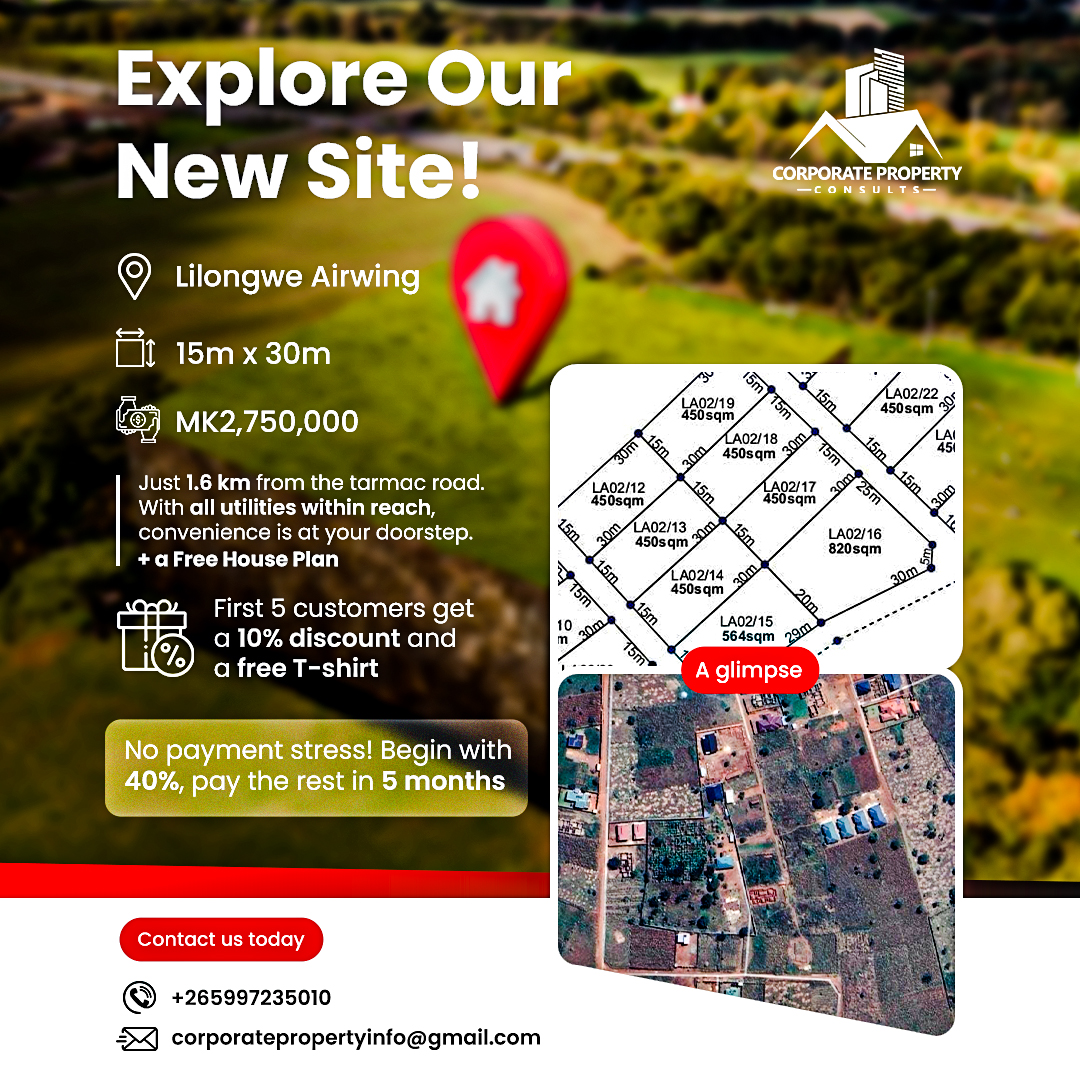 Explore Our
New Site!
CORPORATE PROPERTY
CONSULTS
Lilongwe Airwing
15m x 30m
MK2,750,000
Just 1.6 km from the tarmac road.
With all utilities within reach,
convenience is at your doorstep.
+ a Free House Plan
First 5 customers get
a 10% discount and
a free T-shirt
%
No payment stress! Begin with
40%, pay the rest in 5 months
LA02/19
450sqm
LA02/22
450sqm
LA02/18
450sqm
LA02/12
450sqm
LA02/17
450sqm
LA02/13
450sqm
LA02/16
820sqm
LA02/14
450sqm
LA02/15
564sqm
15m
15m
15m
30m
15m
30m
30m
15m
15m
30m
30m
25m
15m
30m
30m
15m
30m
15m
15m
30m
5m
30m
20m
29m
15m
30m
15m
10
A glimpse
Contact us today
+265997235010
corporatepropertyinfo@gmail.com